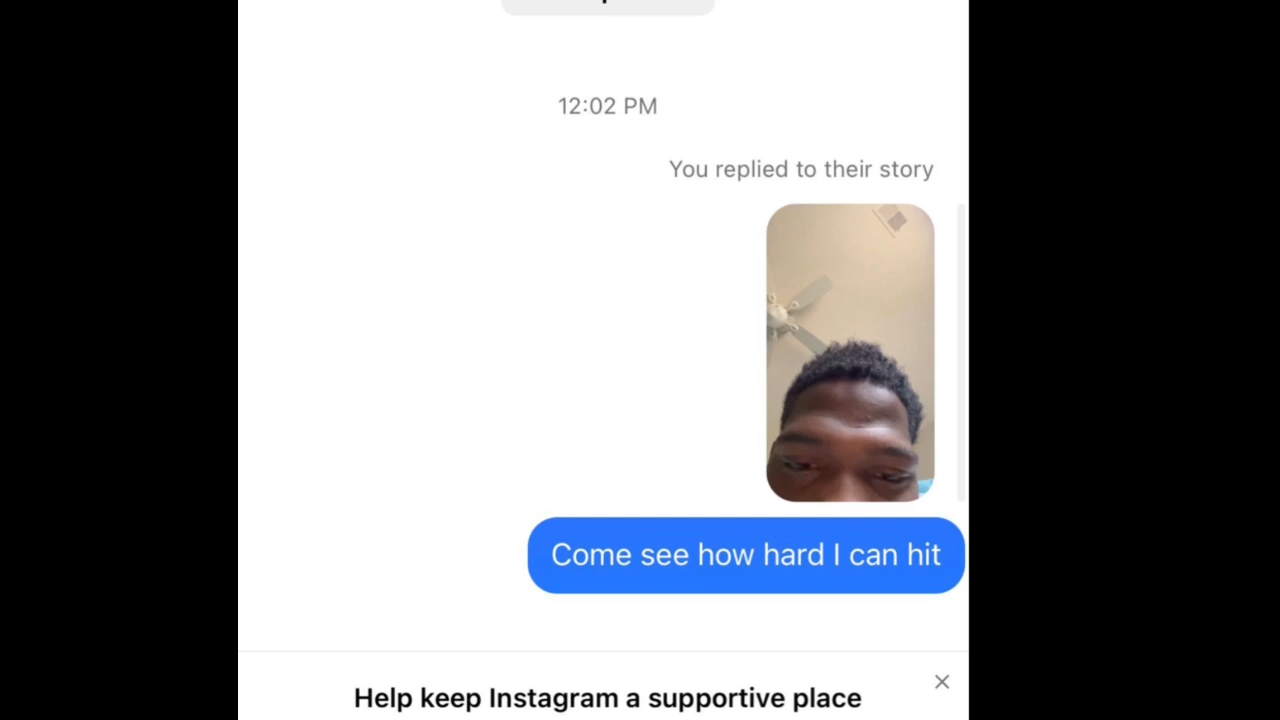 12:02 PM
You replied to their story
Come see how hard I can hit
Help keep Instagram a supportive place